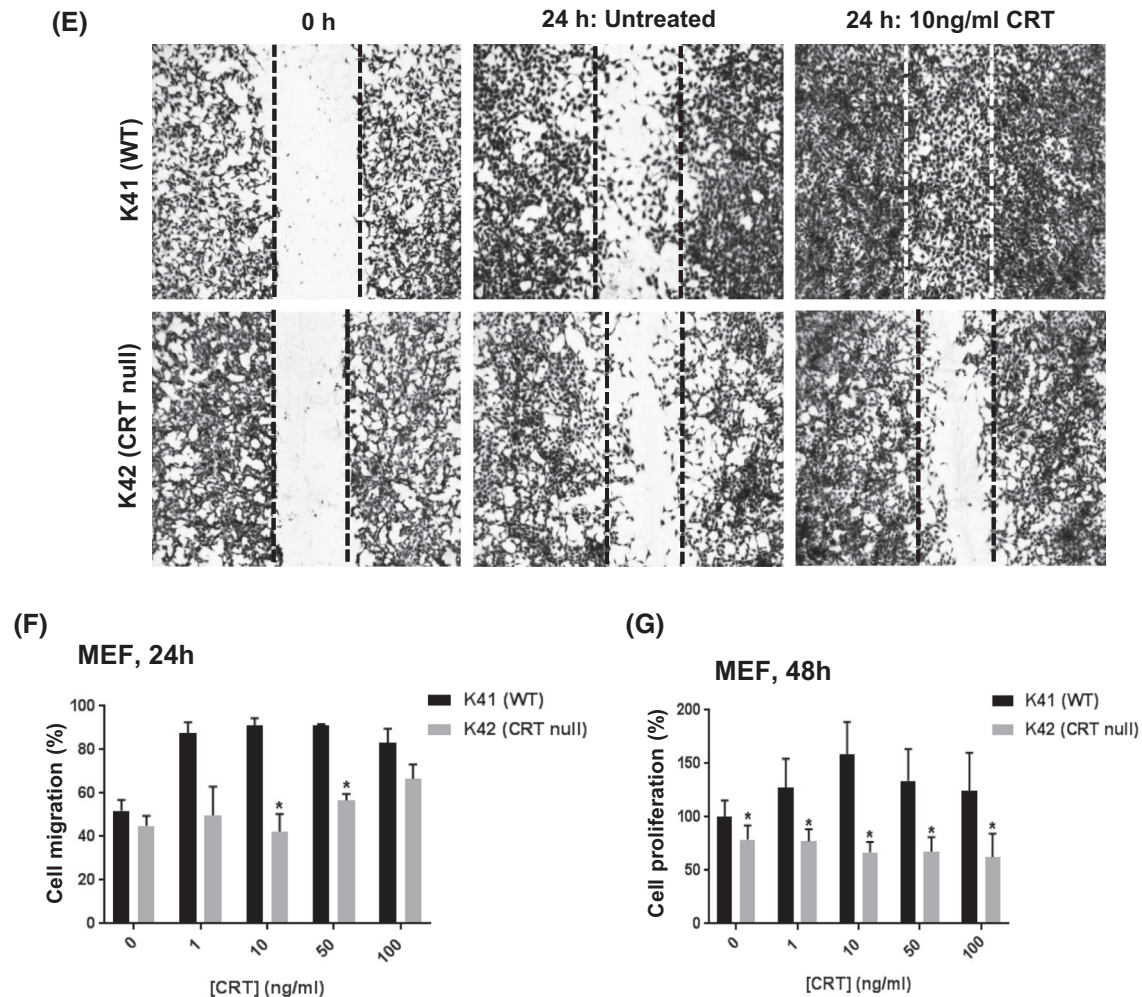 (E)
0 h
24 h: Untreated
24 h: 10ng/ml CRT
K41 (WT)
K42 (CRT null)
(F)
MEF, 24h
K41 (WT)
K42 (CRT null)
Cell migration (%)
100
80
60
40
20
0
* *
0 1 10 50 100
[CRT] (ng/ml)
(G)
MEF, 48h
K41 (WT)
K42 (CRT null)
Cell proliferation (%)
200
150
100
50
0
* * * * *
0 1 10 50 100
[CRT] (ng/ml)